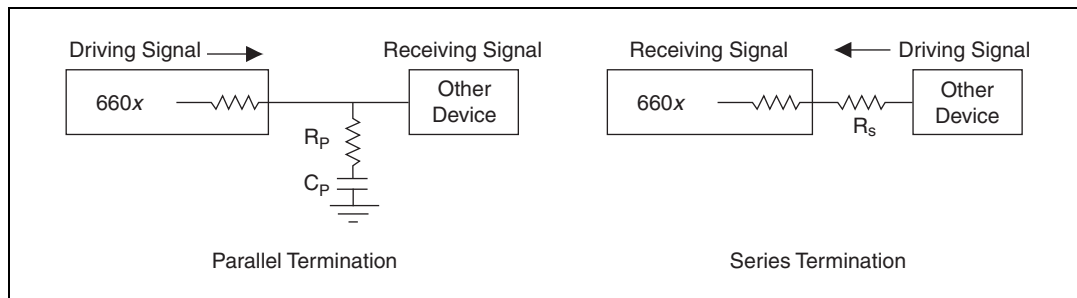 Driving Signal
Receiving Signal
660x
Other
Device
RP
CP
Parallel Termination
Receiving Signal
Driving Signal
660x
Other
Device
Rs
Series Termination